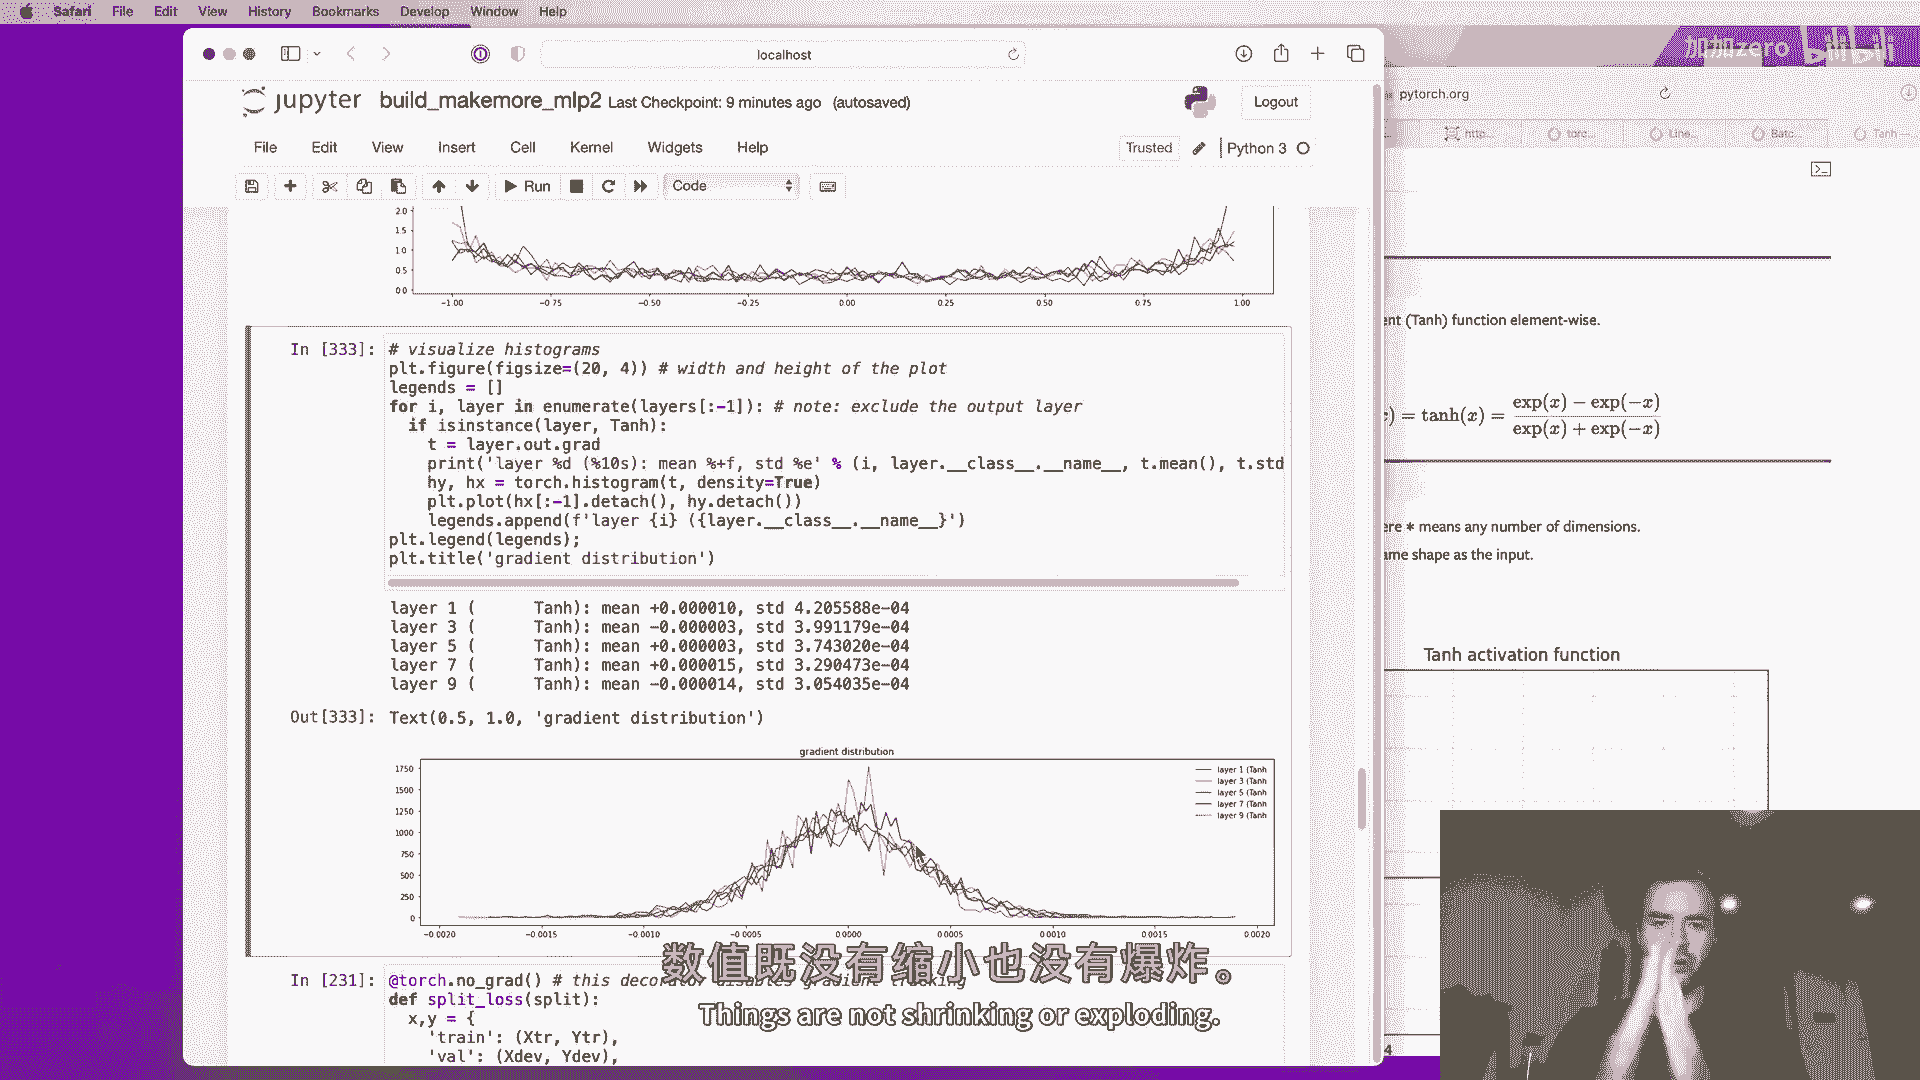 Safari File Edit View History Bookmarks Develop Window Help
加加zero bilibili
localhost
pytorch.org
http... torc... Line... Batc... Tanh —
jupyter build_makemore_mlp2 Last Checkpoint: 9 minutes ago (autosaved)
Logout
File Edit View Insert Cell Kernel Widgets Help
Trusted Python 3
Run Code
2.0
1.5
1.0
0.5
0.0
−1.00 −0.75 −0.50 −0.25 0.00 0.25 0.50 0.75 1.00
In [333]:
# visualize histograms
plt.figure(figsize=(20, 4)) # width and height of the plot
legends = []
for i, layer in enumerate(layers[:-1]): # note: exclude the output layer
  if isinstance(layer, Tanh):
    t = layer.out.grad
    print('layer %d (%10s): mean %+f, std %e' % (i, layer.__class__.__name__, t.mean(), t.std
    hy, hx = torch.histogram(t, density=True)
    plt.plot(hx[:-1].detach(), hy.detach())
    legends.append(f'layer {i} ({layer.__class__.__name__}')
plt.legend(legends);
plt.title('gradient distribution')
layer 1 (      Tanh): mean +0.000010, std 4.205588e-04
layer 3 (      Tanh): mean -0.000003, std 3.991179e-04
layer 5 (      Tanh): mean +0.000003, std 3.743020e-04
layer 7 (      Tanh): mean +0.000015, std 3.290473e-04
layer 9 (      Tanh): mean -0.000014, std 3.054035e-04
Out[333]: Text(0.5, 1.0, 'gradient distribution')
gradient distribution
1750
1500
1250
1000
750
500
250
0
layer 1 (Tanh
layer 3 (Tanh
layer 5 (Tanh
layer 7 (Tanh
layer 9 (Tanh
−0.0020 −0.0015 −0.0010 −0.0005 0.0000 0.0005 0.0010 0.0015 0.0020
In [231]:
@torch.no_grad() # this decorator disables gradient tracking
def split_loss(split):
  x,y = {
    'train': (Xtr, Ytr),
    'val': (Xdev, Ydev),
ent (Tanh) function element-wise.
) = tanh(x) = exp(x) − exp(−x)
exp(x) + exp(−x)
ere * means any number of dimensions.
ame shape as the input.
Tanh activation function
4
数值既没有缩小也没有爆炸。
Things are not shrinking or exploding.